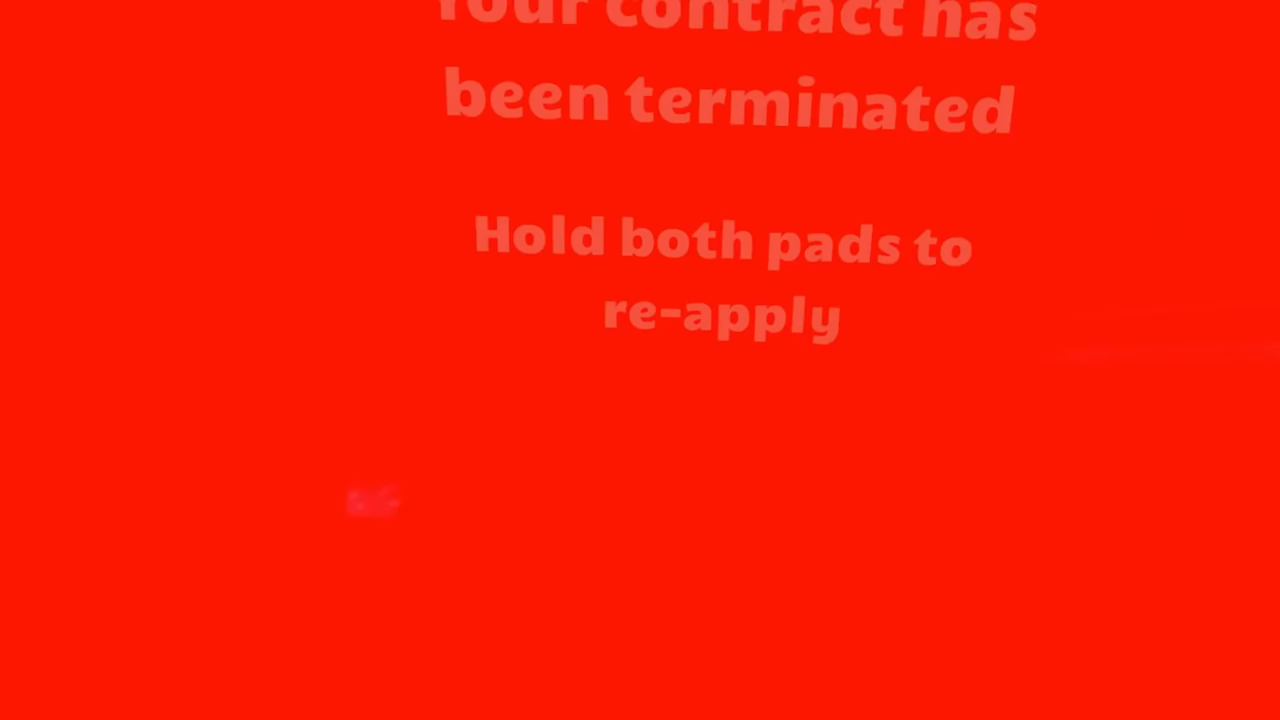 Your contract has
been terminated
Hold both pads to
re-apply